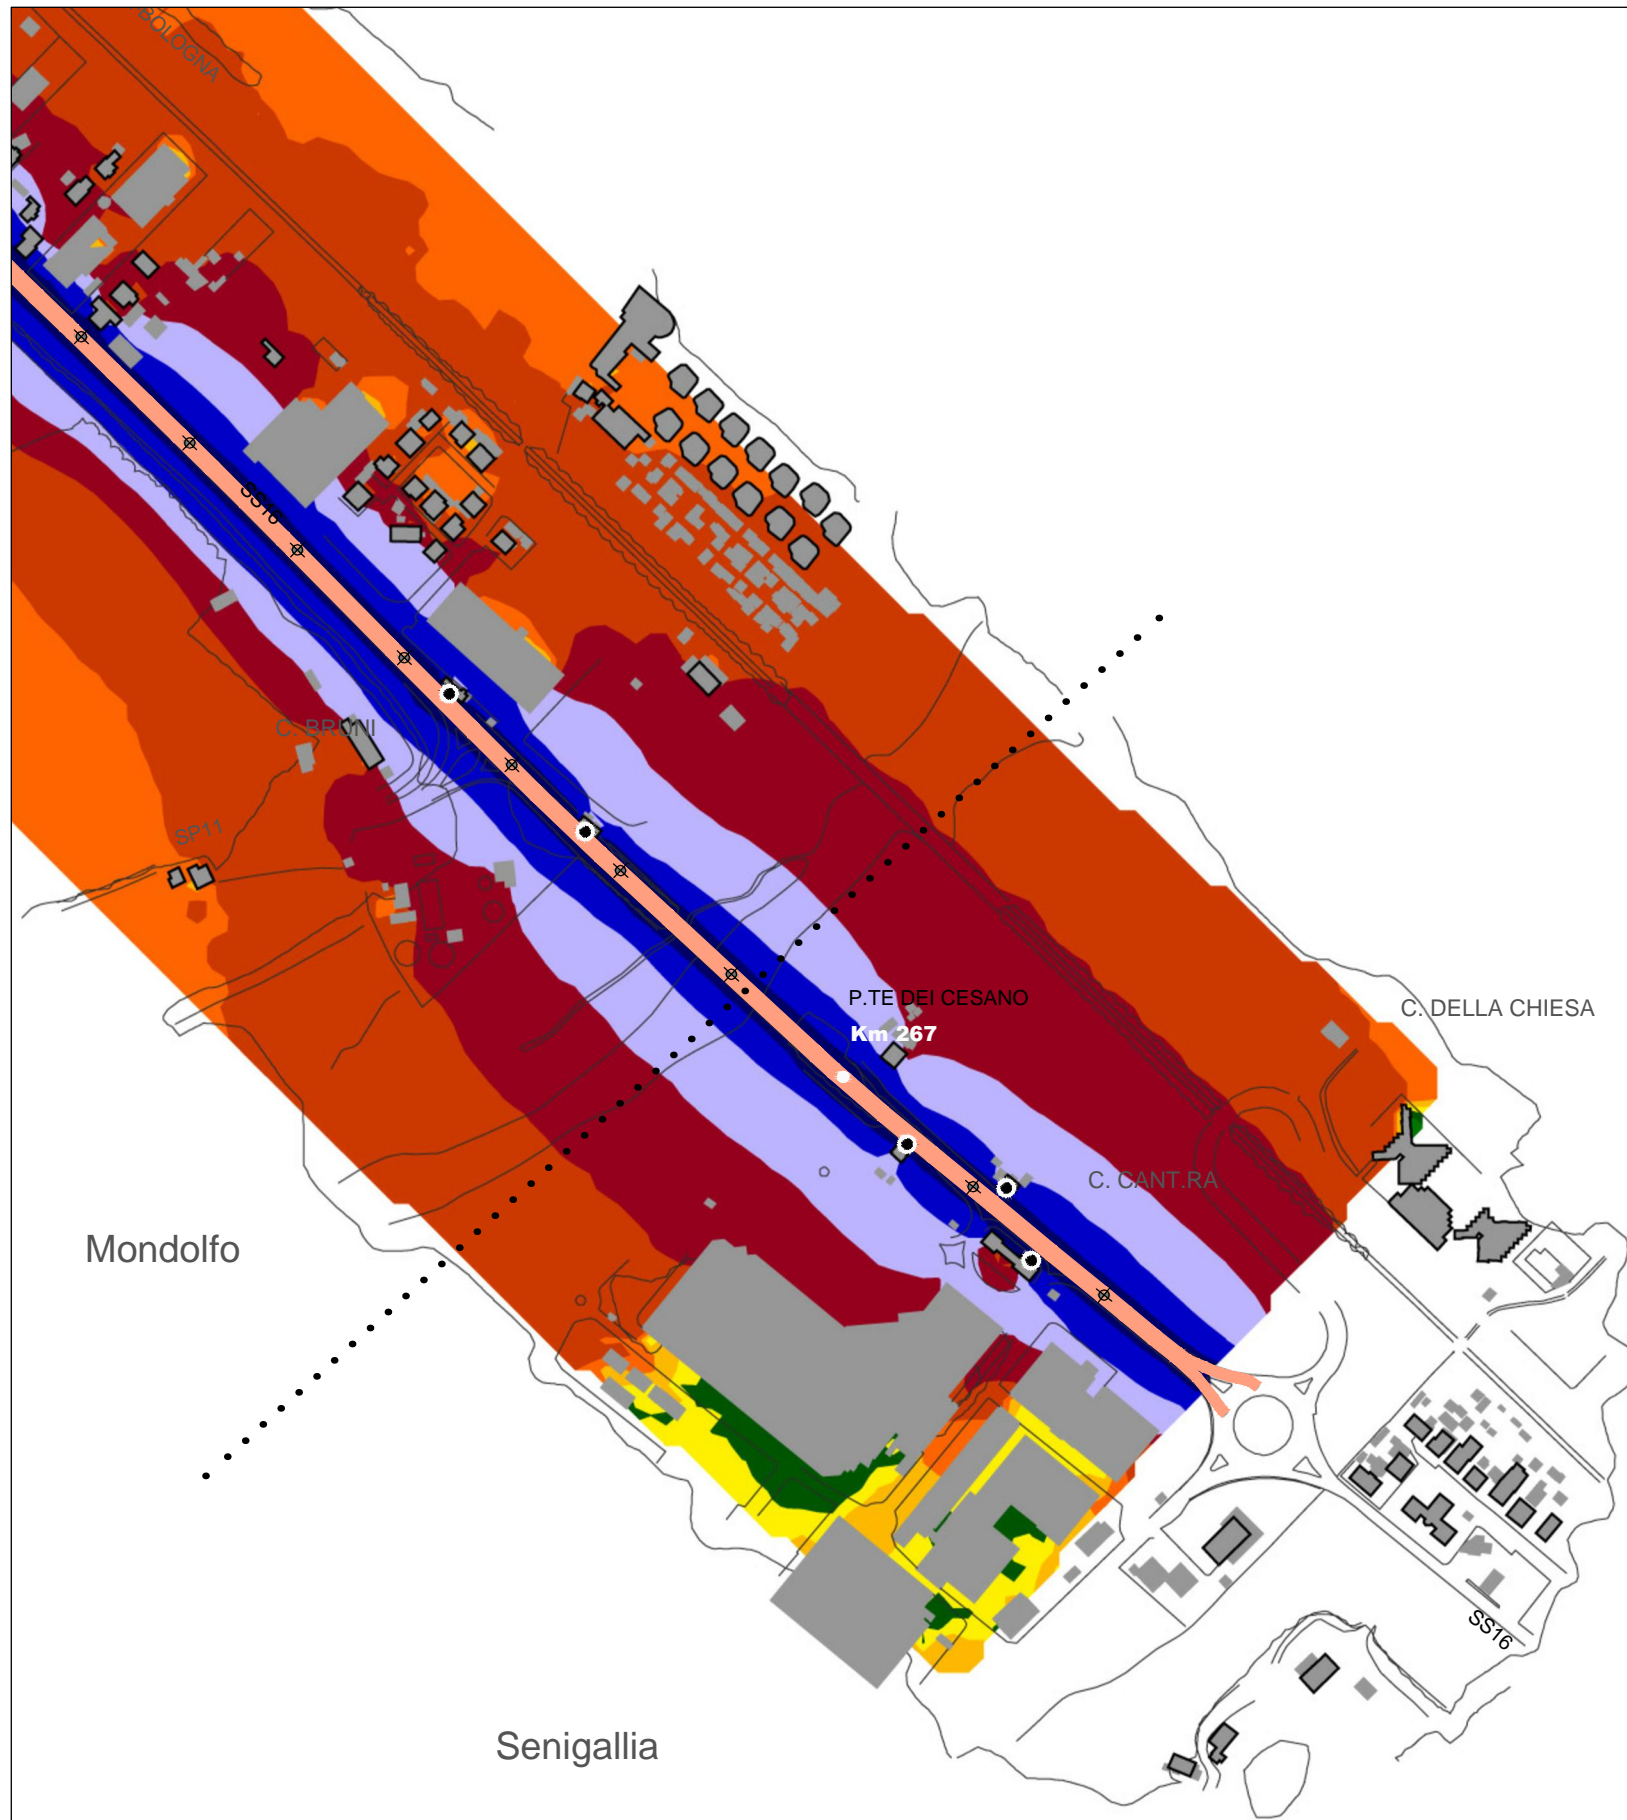 BOLOGNA
SS16
C. BRUNI
SP11
P.TE DEI CESANO
Km 267
C. DELLA CHIESA
C. CANT.RA
Mondolfo
SS16
Senigallia